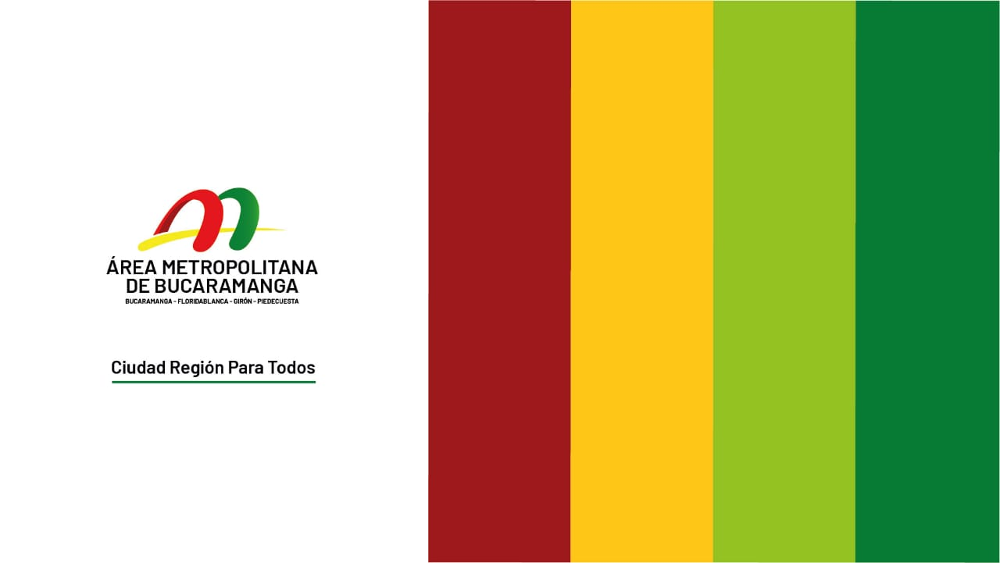 ÁREA METROPOLITANA
DE BUCARAMANGA
BUCARAMANGA - FLORIDABLANCA - GIRÓN - PIEDECUESTA
Ciudad Región Para Todos